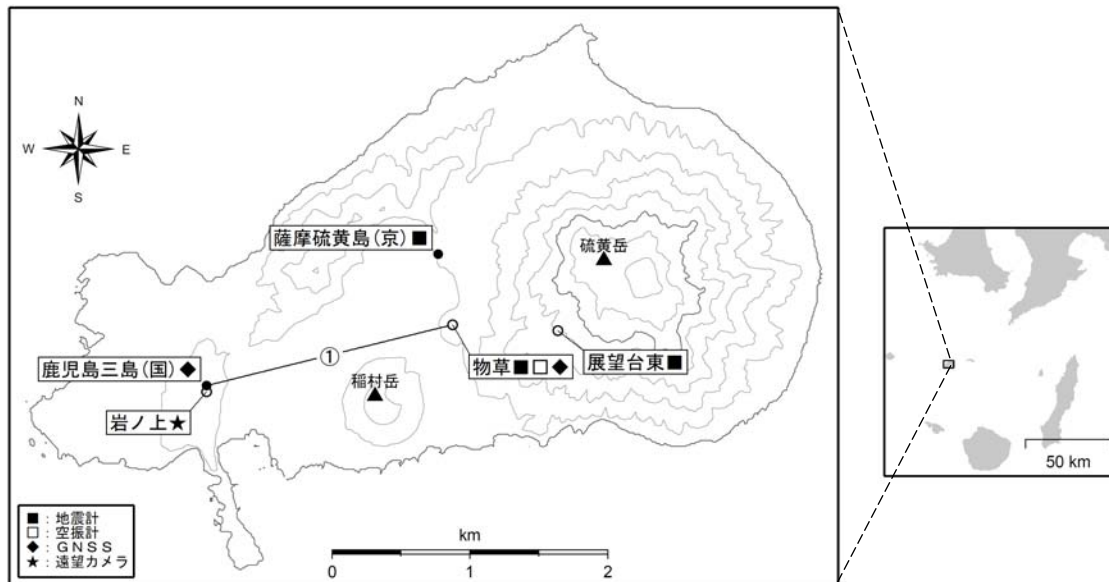 N
W E
S
薩摩硫黄島(京)■
硫黄岳
①
物草■□◆
展望台東■
鹿児島三島(国)◆
稲村岳
岩ノ上★
■：地震計
□：空振計
◆：GNSS
★：遠望カメラ
km
0 1 2
50 km